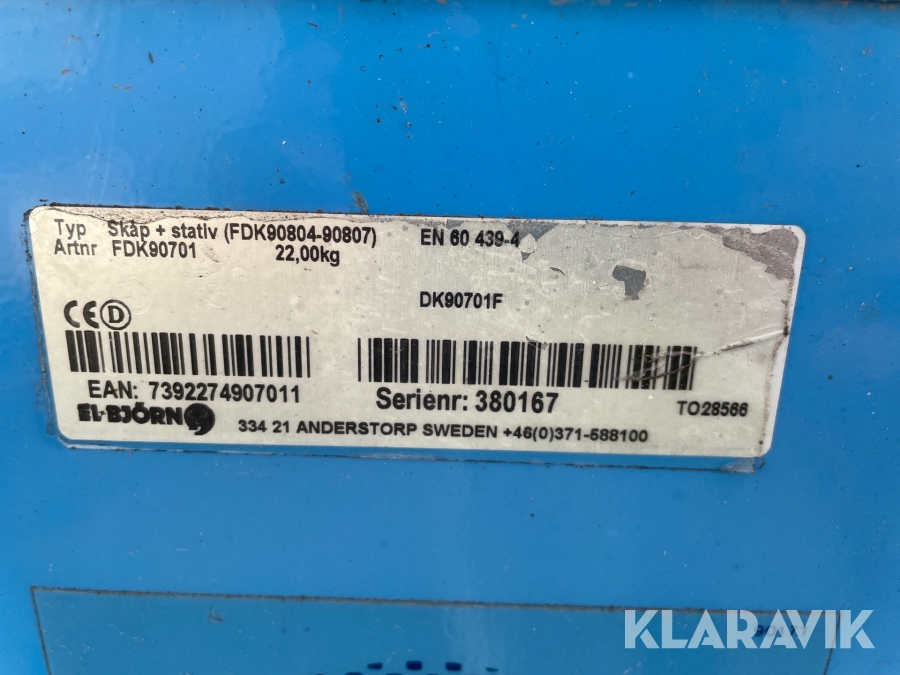 Typ Skåp + stativ (FDK90804-90807) EN 60 439-4
Artnr FDK90701 22,00kg
DK90701F
CE D
EAN: 7392274907011 Serienr: 380167 TO28566
EL-BJÖRN
334 21 ANDERSTORP SWEDEN +46(0)371-588100
KLARAVIK